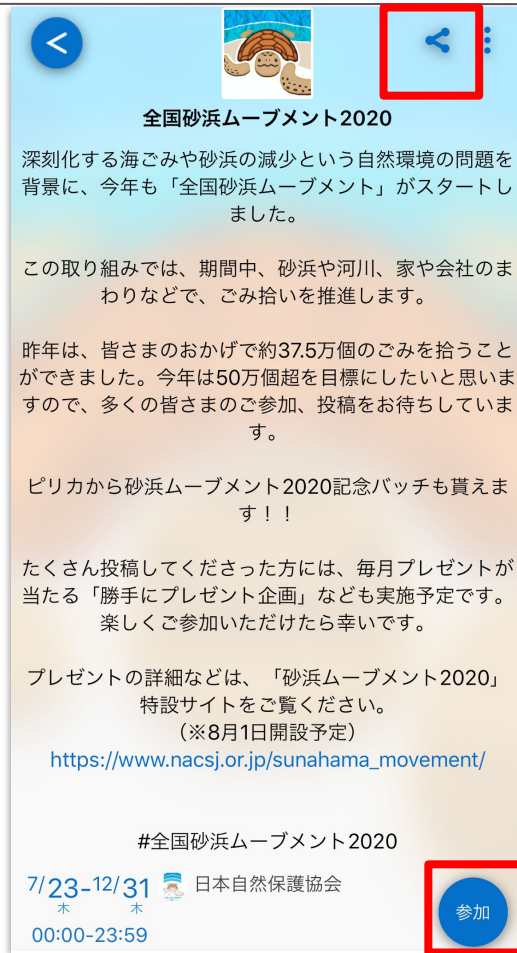 全国砂浜ムーブメント2020
深刻化する海ごみや砂浜の減少という自然環境の問題を
背景に、今年も「全国砂浜ムーブメント」がスタートし
ました。
この取り組みでは、期間中、砂浜や河川、家や会社のま
わりなどで、ごみ拾いを推進します。
昨年は、皆さまのおかげで約37.5万個のごみを拾うこと
ができました。今年は50万個超を目標にしたいと思いま
すので、多くの皆さまのご参加、投稿をお待ちしていま
す。
ピリカから砂浜ムーブメント2020記念バッチも貰えま
す！！
たくさん投稿してくださった方には、毎月プレゼントが
当たる「勝手にプレゼント企画」なども実施予定です。
楽しくご参加いただけたら幸いです。
プレゼントの詳細などは、「砂浜ムーブメント2020」
特設サイトをご覧ください。
（※8月1日開設予定）
https://www.nacsj.or.jp/sunahama_movement/
#全国砂浜ムーブメント2020
7/23-12/31 日本自然保護協会
木 木
00:00-23:59
参加